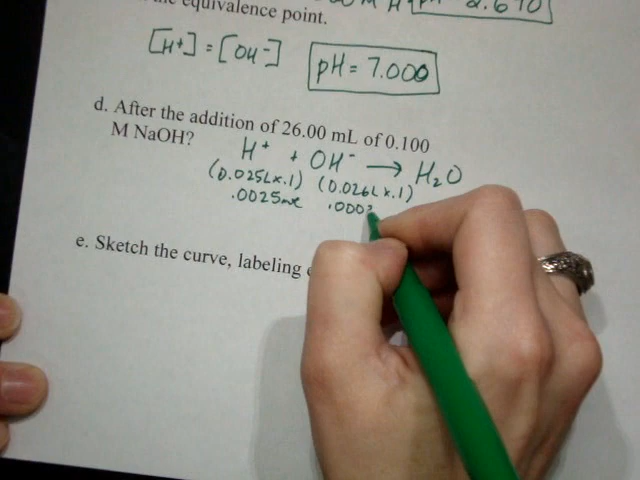 equivalence point.
[H⁺] = [OH⁻] pH = 7.000
d. After the addition of 26.00 mL of 0.100
M NaOH?
H⁺ + OH⁻ → H₂O
(0.025L x .1) (0.026L x .1)
.0025
e. Sketch the curve, labeling